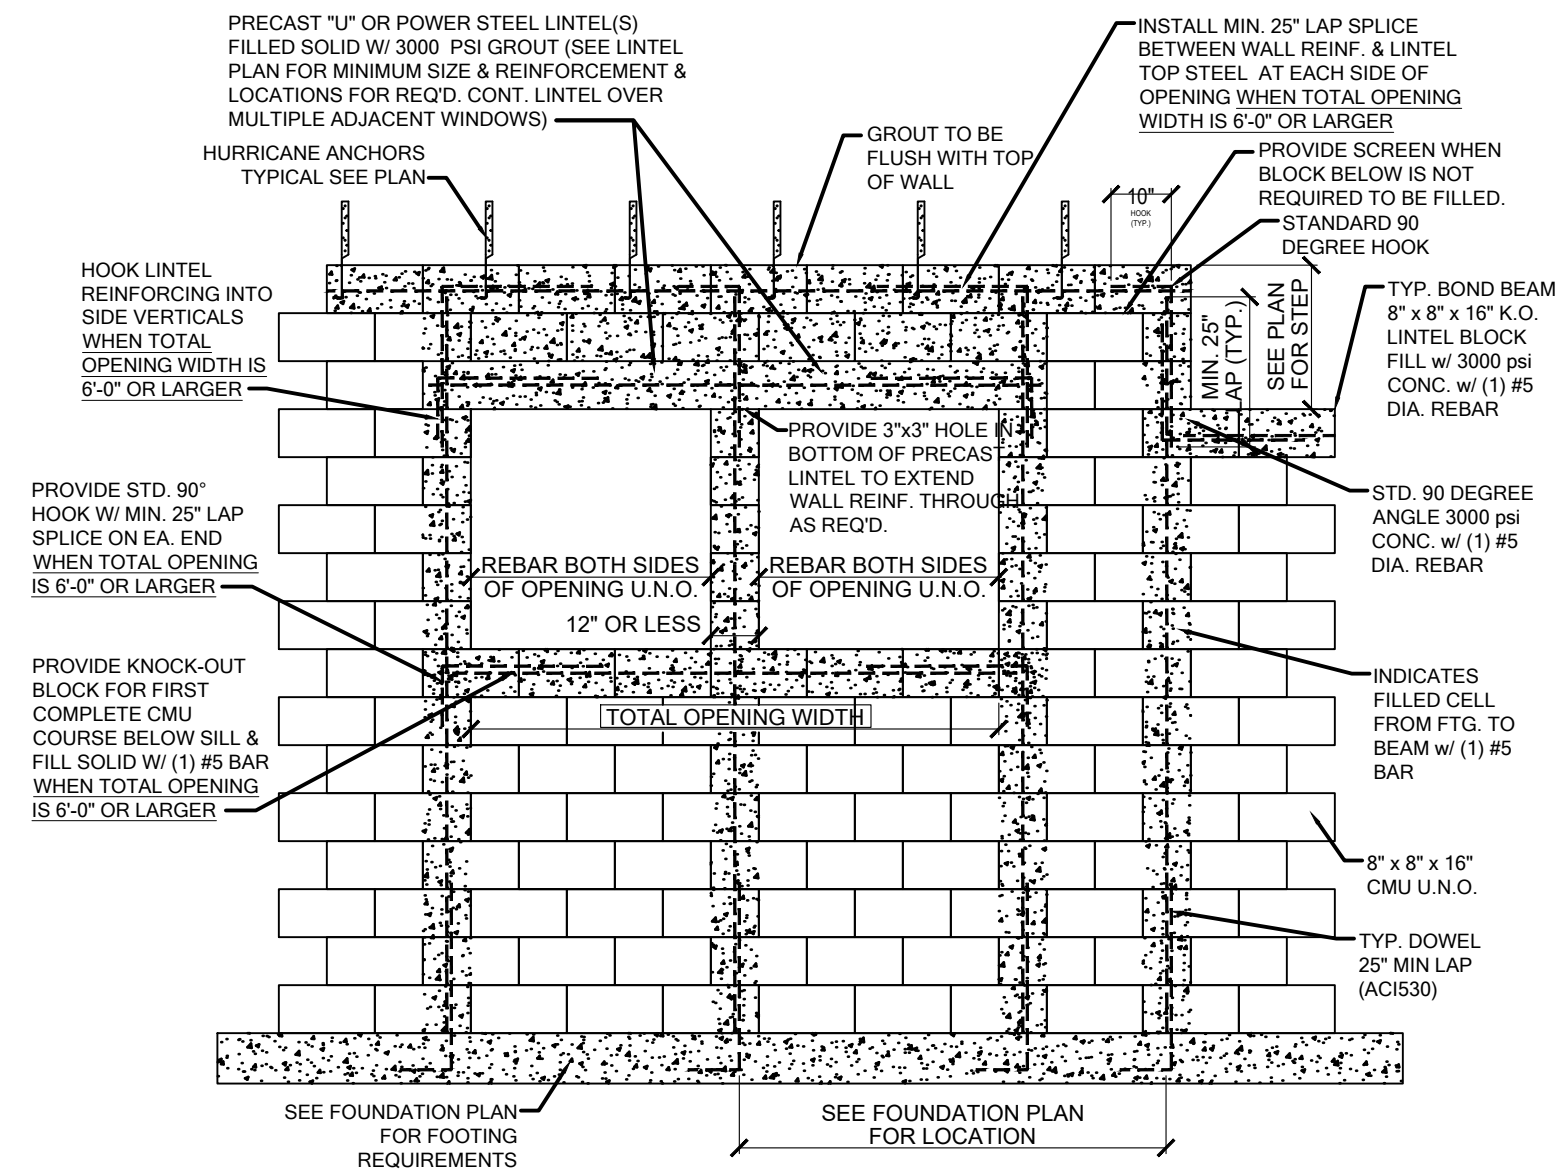 PRECAST "U" OR POWER STEEL LINTEL(S)
FILLED SOLID W/ 3000 PSI GROUT (SEE LINTEL
PLAN FOR MINIMUM SIZE & REINFORCEMENT &
LOCATIONS FOR REQ'D. CONT. LINTEL OVER
MULTIPLE ADJACENT WINDOWS)
HURRICANE ANCHORS
TYPICAL SEE PLAN
GROUT TO BE
FLUSH WITH TOP
OF WALL
INSTALL MIN. 25" LAP SPLICE
BETWEEN WALL REINF. & LINTEL
TOP STEEL AT EACH SIDE OF
OPENING WHEN TOTAL OPENING
WIDTH IS 6'-0" OR LARGER
PROVIDE SCREEN WHEN
BLOCK BELOW IS NOT
REQUIRED TO BE FILLED.
10"
HOOK
(TYP.)
STANDARD 90
DEGREE HOOK
HOOK LINTEL
REINFORCING INTO
SIDE VERTICALS
WHEN TOTAL
OPENING WIDTH IS
6'-0" OR LARGER
MIN. 25"
LAP (TYP.)
SEE PLAN
FOR STEP
TYP. BOND BEAM
8" x 8" x 16" K.O.
LINTEL BLOCK
FILL w/ 3000 psi
CONC. w/ (1) #5
DIA. REBAR
PROVIDE 3"x3" HOLE IN
BOTTOM OF PRECAST
LINTEL TO EXTEND
WALL REINF. THROUGH
AS REQ'D.
PROVIDE STD. 90°
HOOK W/ MIN. 25" LAP
SPLICE ON EA. END
WHEN TOTAL OPENING
IS 6'-0" OR LARGER
STD. 90 DEGREE
ANGLE 3000 psi
CONC. w/ (1) #5
DIA. REBAR
REBAR BOTH SIDES
OF OPENING U.N.O.
REBAR BOTH SIDES
OF OPENING U.N.O.
12" OR LESS
PROVIDE KNOCK-OUT
BLOCK FOR FIRST
COMPLETE CMU
COURSE BELOW SILL &
FILL SOLID W/ (1) #5 BAR
WHEN TOTAL OPENING
IS 6'-0" OR LARGER
TOTAL OPENING WIDTH
INDICATES
FILLED CELL
FROM FTG. TO
BEAM w/ (1) #5
BAR
8" x 8" x 16"
CMU U.N.O.
TYP. DOWEL
25" MIN LAP
(ACI530)
SEE FOUNDATION PLAN
FOR FOOTING
REQUIREMENTS
SEE FOUNDATION PLAN
FOR LOCATION